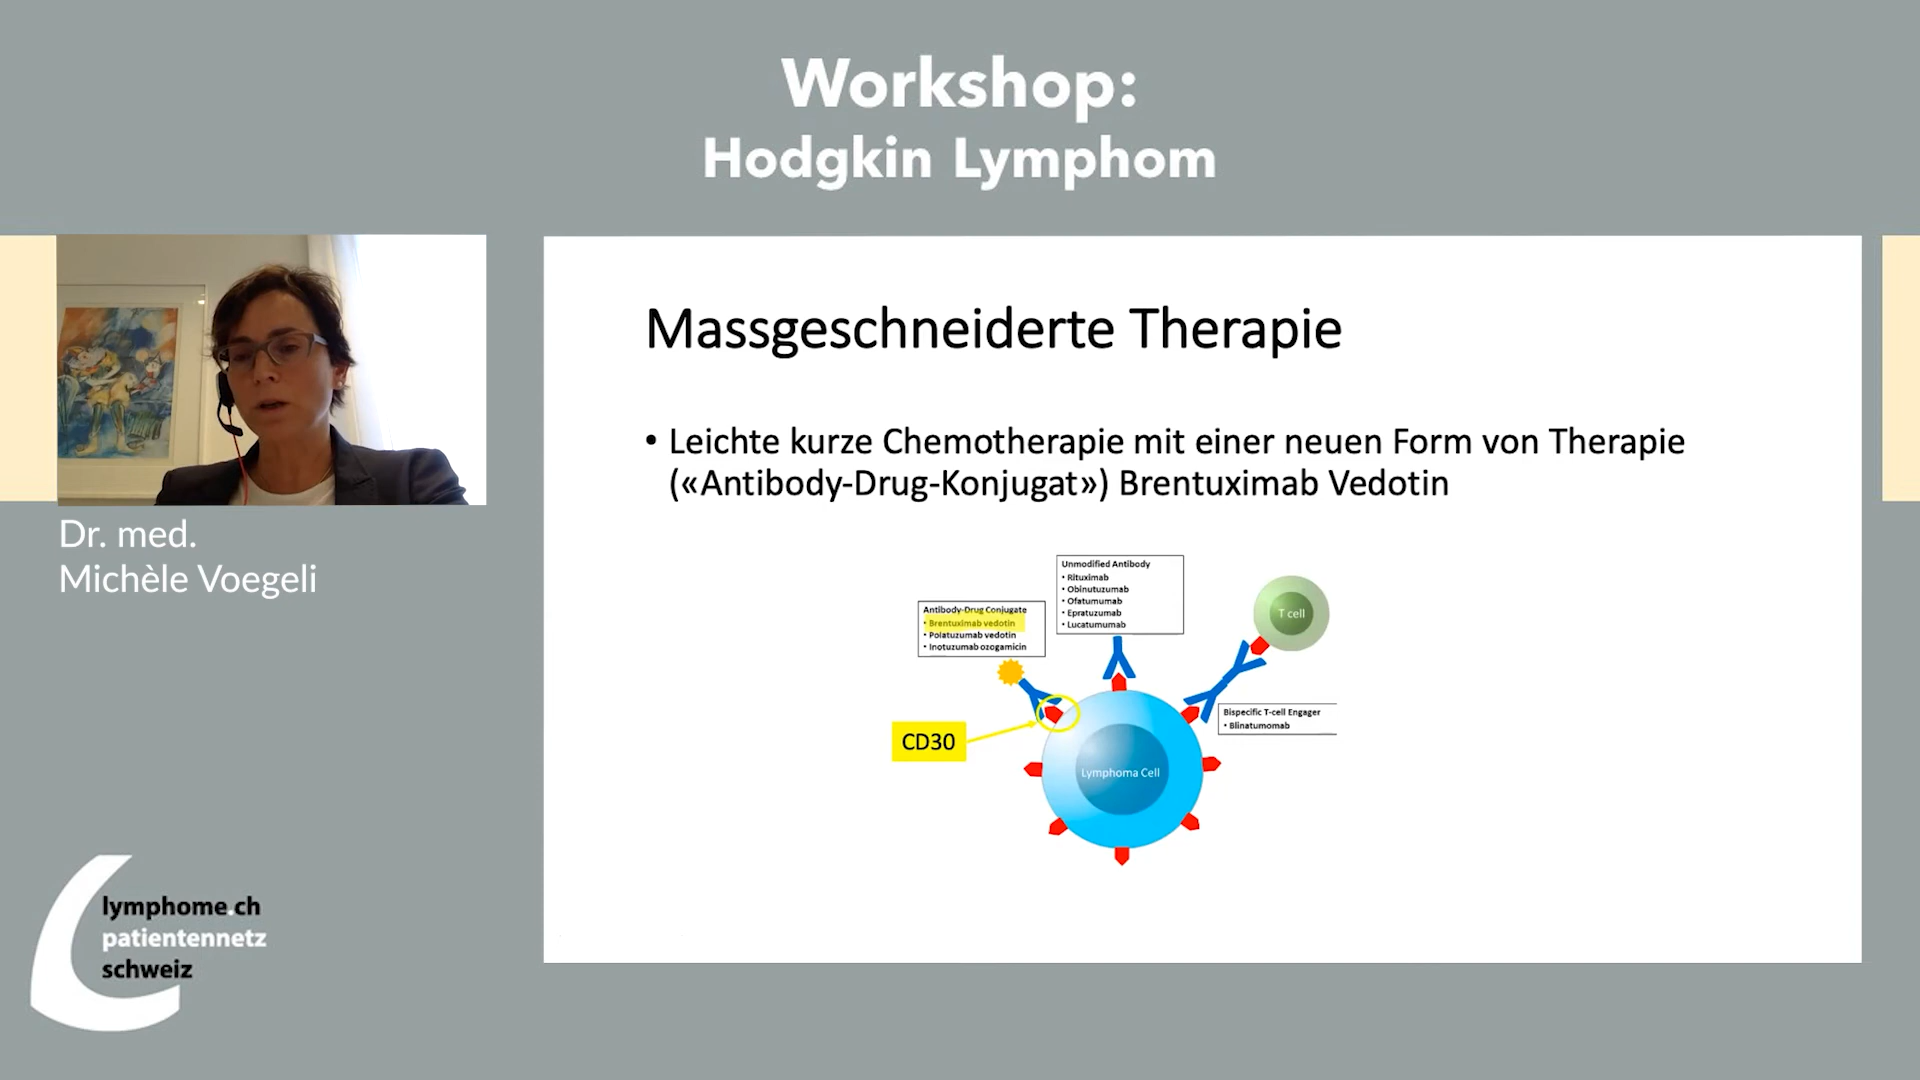 Workshop:
Hodgkin Lymphom
Dr. med.
Michèle Voegeli
lymphome.ch
patientennetz
schweiz
Massgeschneiderte Therapie
• Leichte kurze Chemotherapie mit einer neuen Form von Therapie
(«Antibody-Drug-Konjugat») Brentuximab Vedotin
Antibody-Drug Conjugate
• Brentuximab vedotin
• Polatuzumab vedotin
• Inotuzumab ozogamicin
Unmodified Antibody
• Rituximab
• Obinutuzumab
• Ofatumumab
• Epratuzumab
• Lucatumumab
T cell
Bispecific T-cell Engager
• Blinatumomab
CD30
Lymphoma Cell